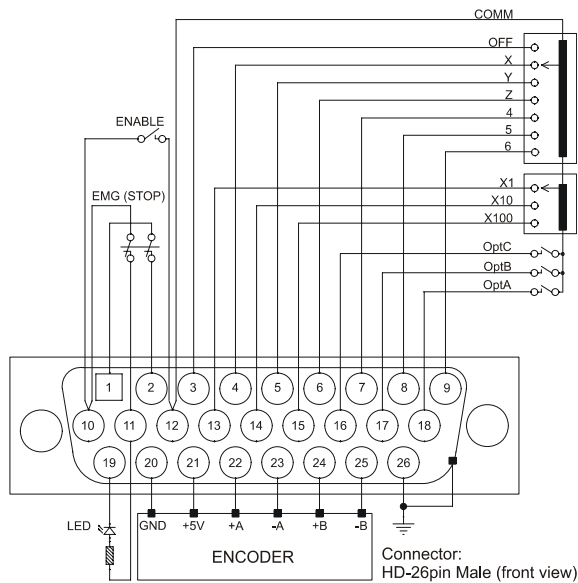 COMM
OFF
X
Y
Z
4
5
6
ENABLE
EMG (STOP)
X1
X10
X100
OptC
OptB
OptA
1 2 3 4 5 6 7 8 9
10 11 12 13 14 15 16 17 18
19 20 21 22 23 24 25 26
LED GND +5V +A -A +B -B
ENCODER
Connector:
HD-26pin Male (front view)